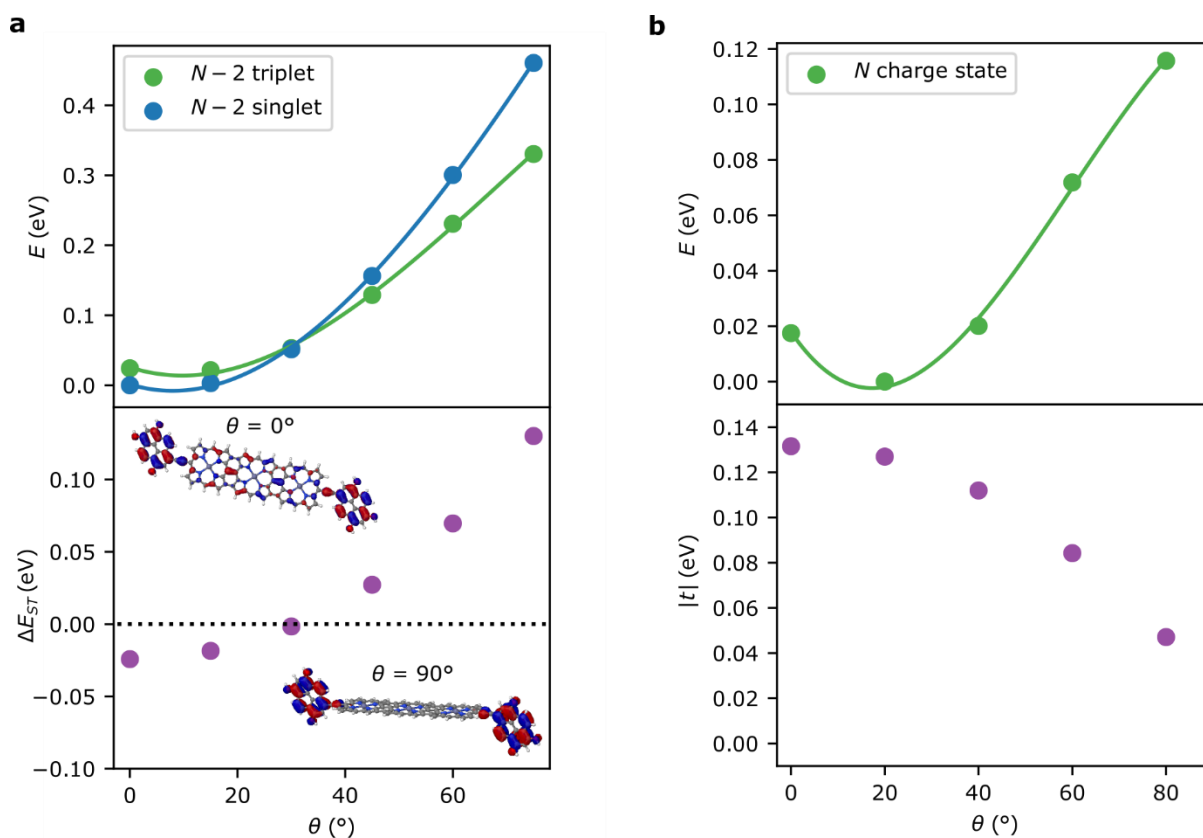 a
N − 2 triplet
N − 2 singlet
0.4
0.3
0.2
0.1
0.0
E (eV)
θ = 0°
0.10
0.05
0.00
−0.05
−0.10
ΔE_ST (eV)
θ = 90°
0 20 40 60
θ (°)
b
N charge state
0.12
0.10
0.08
0.06
0.04
0.02
0.00
E (eV)
0.14
0.12
0.10
0.08
0.06
0.04
0.02
0.00
|t| (eV)
0 20 40 60 80
θ (°)